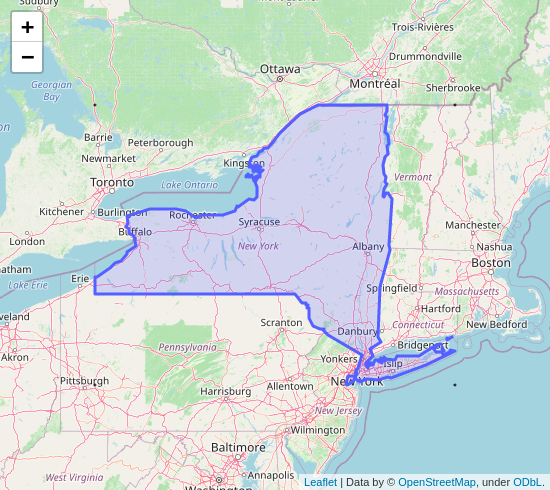 Sudbury
+
−
Trois-Rivières
Drummondville
Ottawa
Montréal
Sherbrooke
Georgian
Bay
Barrie
Peterborough
Newmarket
Kingston
Toronto
Lake Ontario
Vermont
Kitchener
Burlington
Rochester
Syracuse
Manchester
London
Buffalo
New York
Albany
Nashua
Boston
Chatham
Lake Erie
Erie
Springfield
Massachusetts
Hartford
Cleveland
Scranton
Danbury
Connecticut
New Bedford
Pennsylvania
Bridgeport
Akron
Yonkers
Islip
Pittsburgh
Allentown
New York
Harrisburg
New Jersey
Wilmington
Baltimore
West Virginia
Annapolis
Washington
Leaflet | Data by © OpenStreetMap, under ODbL.